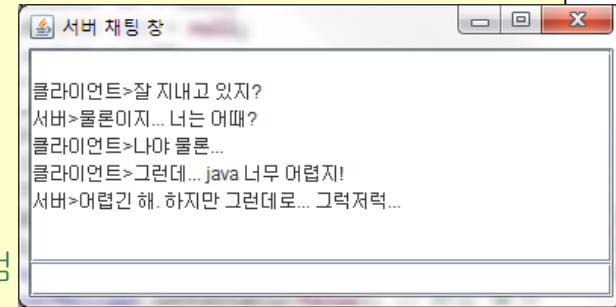 서버 채팅 창
클라이언트>잘 지내고 있지?
서버>물론이지... 너는 어때?
클라이언트>나야 물론...
클라이언트>그런데... java 너무 어렵지!
서버>어렵긴 해. 하지만 그런데로... 그럭저럭...